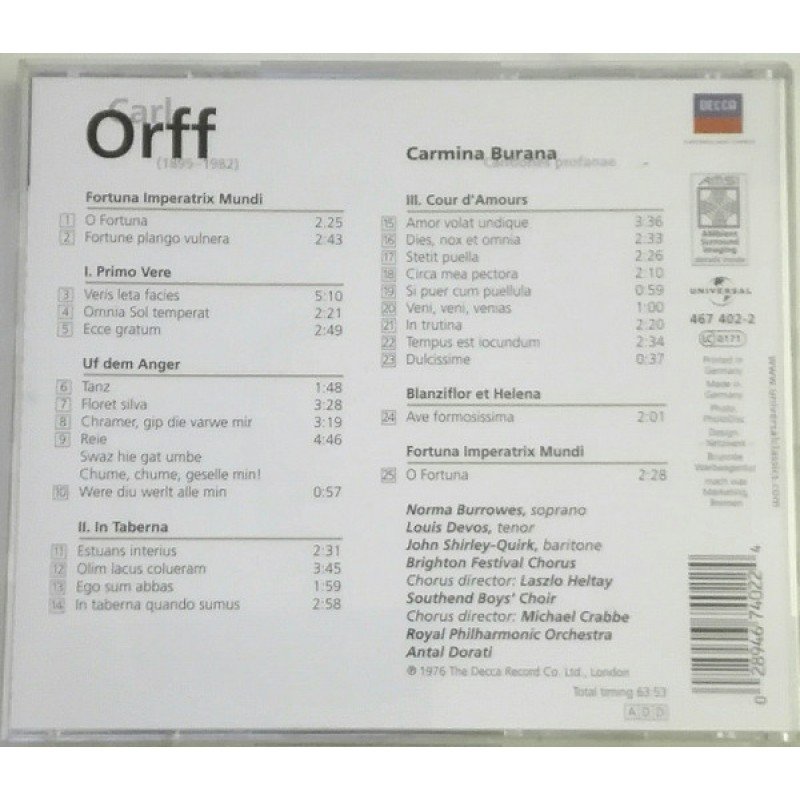 Carl
Orff
(1895-1982)
Fortuna Imperatrix Mundi
1 O Fortuna 2.25
2 Fortune plango vulnera 2:43
I. Primo Vere
3 Veris leta facies 5:10
4 Omnia Sol temperat 2:21
5 Ecce gratum 2:49
Uf dem Anger
6 Tanz 1:48
7 Floret silva 3:28
8 Chramer, gip die varwe mir 3:19
9 Reie 4:46
Swaz hie gat umbe
Chume, chume, geselle min!
10 Were diu werlt alle min 0:57
II. In Taberna
11 Estuans interius 2:31
12 Olim lacus colueram 3:45
13 Ego sum abbas 1:59
14 In taberna quando sumus 2:58
Carmina Burana
Cantiones profanae
III. Cour d'Amours
15 Amor volat undique 3:36
16 Dies, nox et omnia 2:33
17 Stetit puella 2:26
18 Circa mea pectora 2:10
19 Si puer cum puellula 0:59
20 Veni, veni, venias 1:00
21 In trutina 2:20
22 Tempus est iocundum 2:34
23 Dulcissime 0:37
Blanziflor et Helena
24 Ave formosissima 2:01
Fortuna Imperatrix Mundi
25 O Fortuna 2:28
Norma Burrowes, soprano
Louis Devos, tenor
John Shirley-Quirk, baritone
Brighton Festival Chorus
Chorus director: Laszlo Heltay
Southend Boys' Choir
Chorus director: Michael Crabbe
Royal Philharmonic Orchestra
Antal Dorati
℗ 1976 The Decca Record Co. Ltd., London
Total timing 63:53
A D D
DECCA
AMSI
Ambient
Surround
Imaging
UNIVERSAL
467 402-2
LC 0171
Printed in
Germany
Made in
Germany
Photo:
PhotoDisc
Design:
www.universalclassics.com
0 28946 74022 4